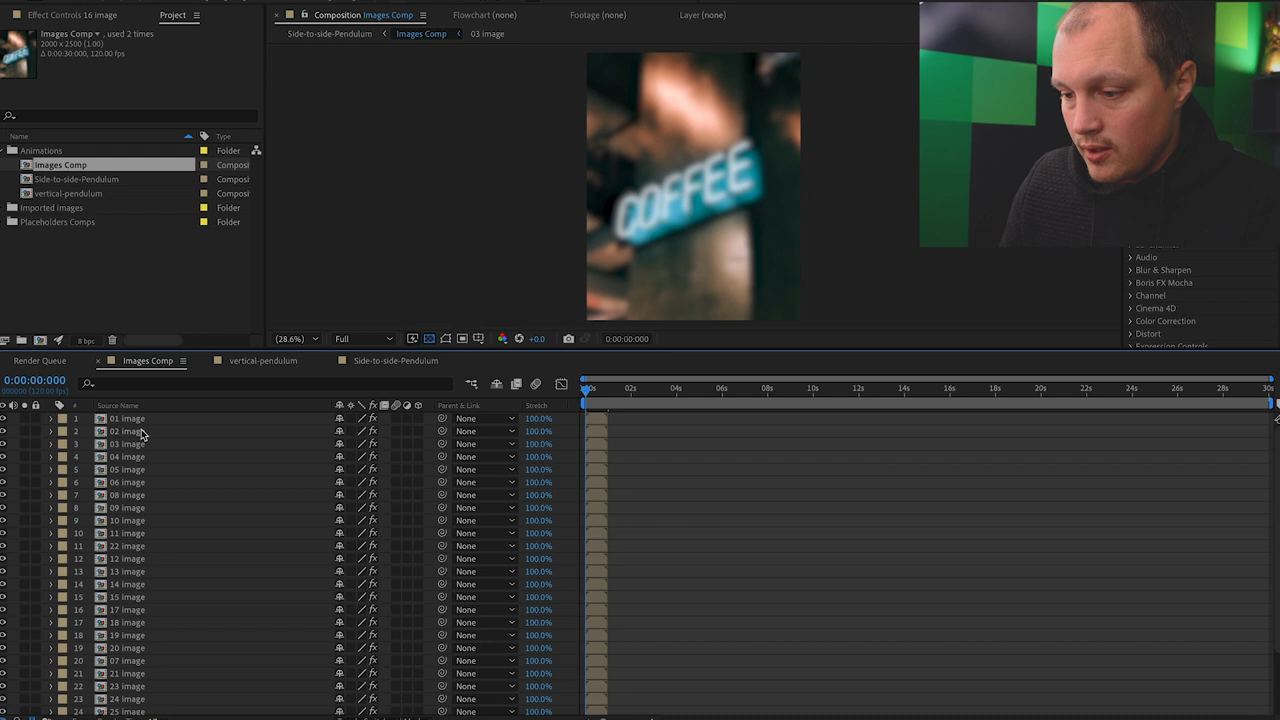 Effect Controls 16 image
Project
Images Comp, used 2 times
2000 x 2500 (1.00)
Δ 0:00:30:000, 120.00 fps
Name
Type
Animations
Folder
Images Comp
Composi
Side-to-side-Pendulum
Composi
vertical-pendulum
Composi
Imported images
Folder
Placeholders Comps
Folder
8 bpc
Composition Images Comp
Flowchart (none)
Footage (none)
Layer (none)
Side-to-side-Pendulum
Images Comp
03 image
COFFEE
(28.6%)
Full
+0.0
0:00:00:000
Audio
Blur & Sharpen
Boris FX Mocha
Channel
Cinema 4D
Color Correction
Distort
Expression Controls
Render Queue
Images Comp
vertical-pendulum
Side-to-side-Pendulum
0:00:00:000
000000 (120.00 fps)
00s 02s 04s 06s 08s 10s 12s 14s 16s 18s 20s 22s 24s 26s 28s 30s
# Source Name Parent & Link Stretch
1 01 image None 100.0%
2 02 image None 100.0%
3 03 image None 100.0%
4 04 image None 100.0%
5 05 image None 100.0%
6 06 image None 100.0%
7 08 image None 100.0%
8 09 image None 100.0%
9 10 image None 100.0%
10 11 image None 100.0%
11 22 image None 100.0%
12 12 image None 100.0%
13 13 image None 100.0%
14 14 image None 100.0%
15 15 image None 100.0%
16 17 image None 100.0%
17 18 image None 100.0%
18 19 image None 100.0%
19 20 image None 100.0%
20 07 image None 100.0%
21 21 image None 100.0%
22 23 image None 100.0%
23 24 image None 100.0%
24 25 image None 100.0%